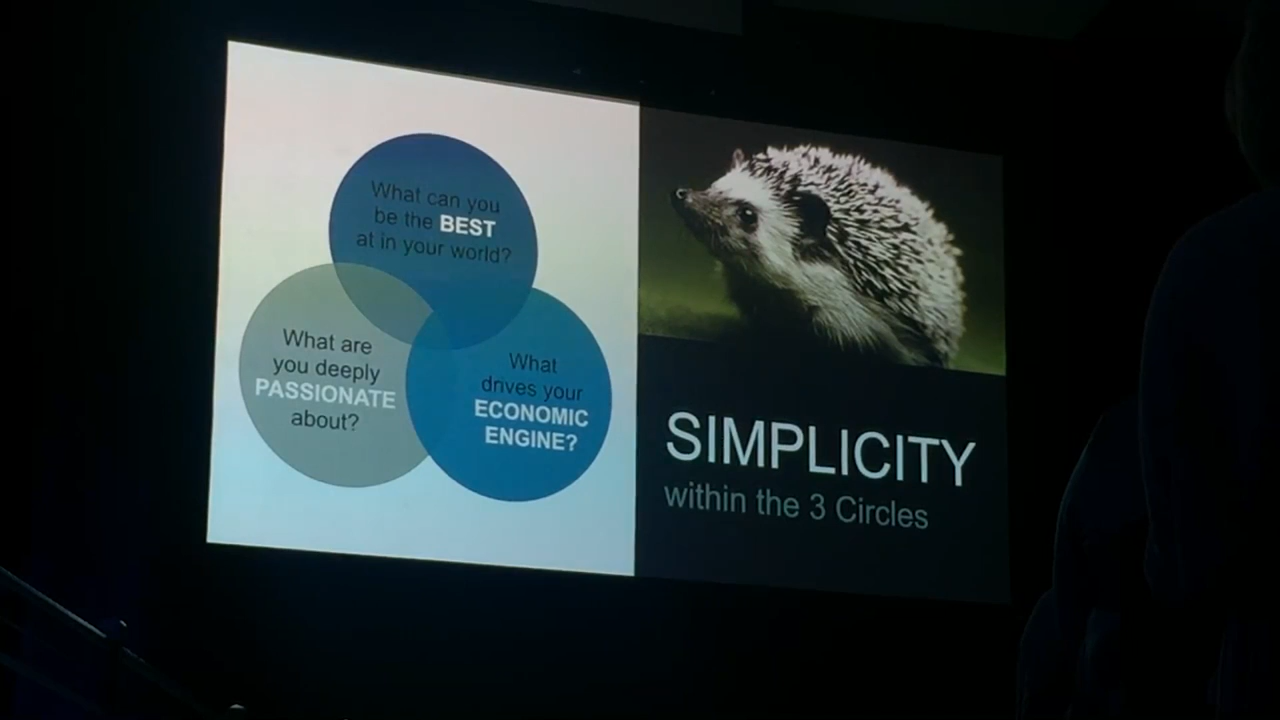 What can you
be the BEST
at in your world?
What are
you deeply
PASSIONATE
about?
What
drives your
ECONOMIC
ENGINE?
SIMPLICITY
within the 3 Circles